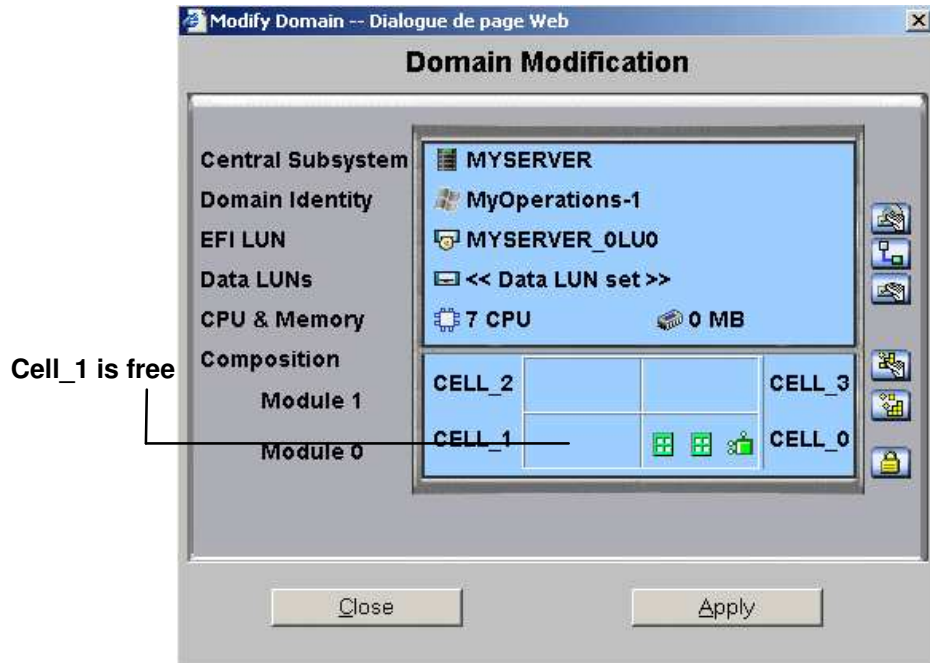 Modify Domain -- Dialogue de page Web
Domain Modification
Central Subsystem MYSERVER
Domain Identity MyOperations-1
EFI LUN MYSERVER_0LU0
Data LUNs << Data LUN set >>
CPU & Memory 7 CPU 0 MB
Composition
Cell_1 is free
Module 1 CELL_2 CELL_3
Module 0 CELL_1 CELL_0
Close Apply